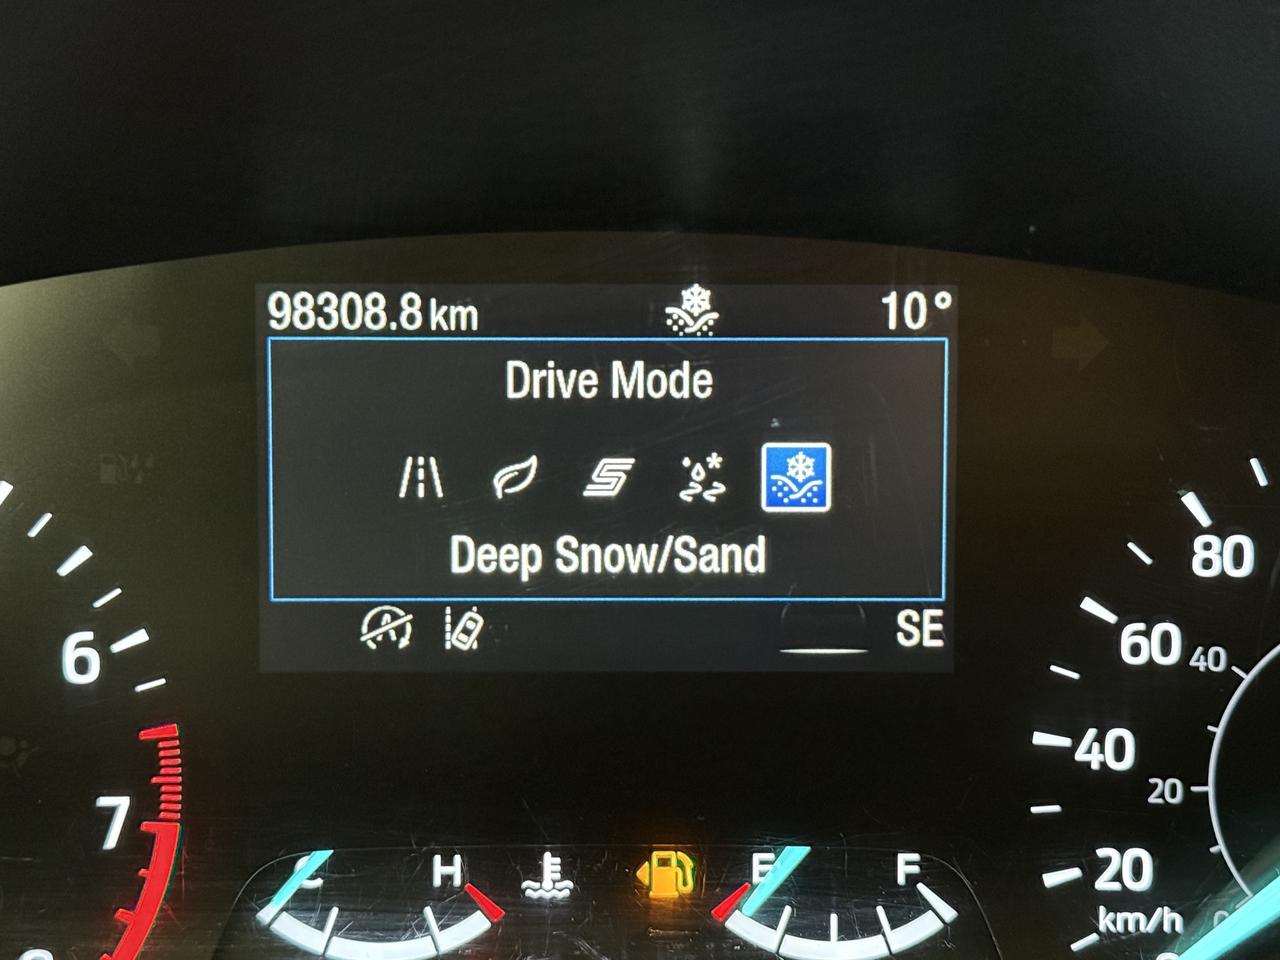 98308.8 km 10°
Drive Mode
Deep Snow/Sand
SE
6
7
80
60
40
40
20
20
km/h
C H
E F